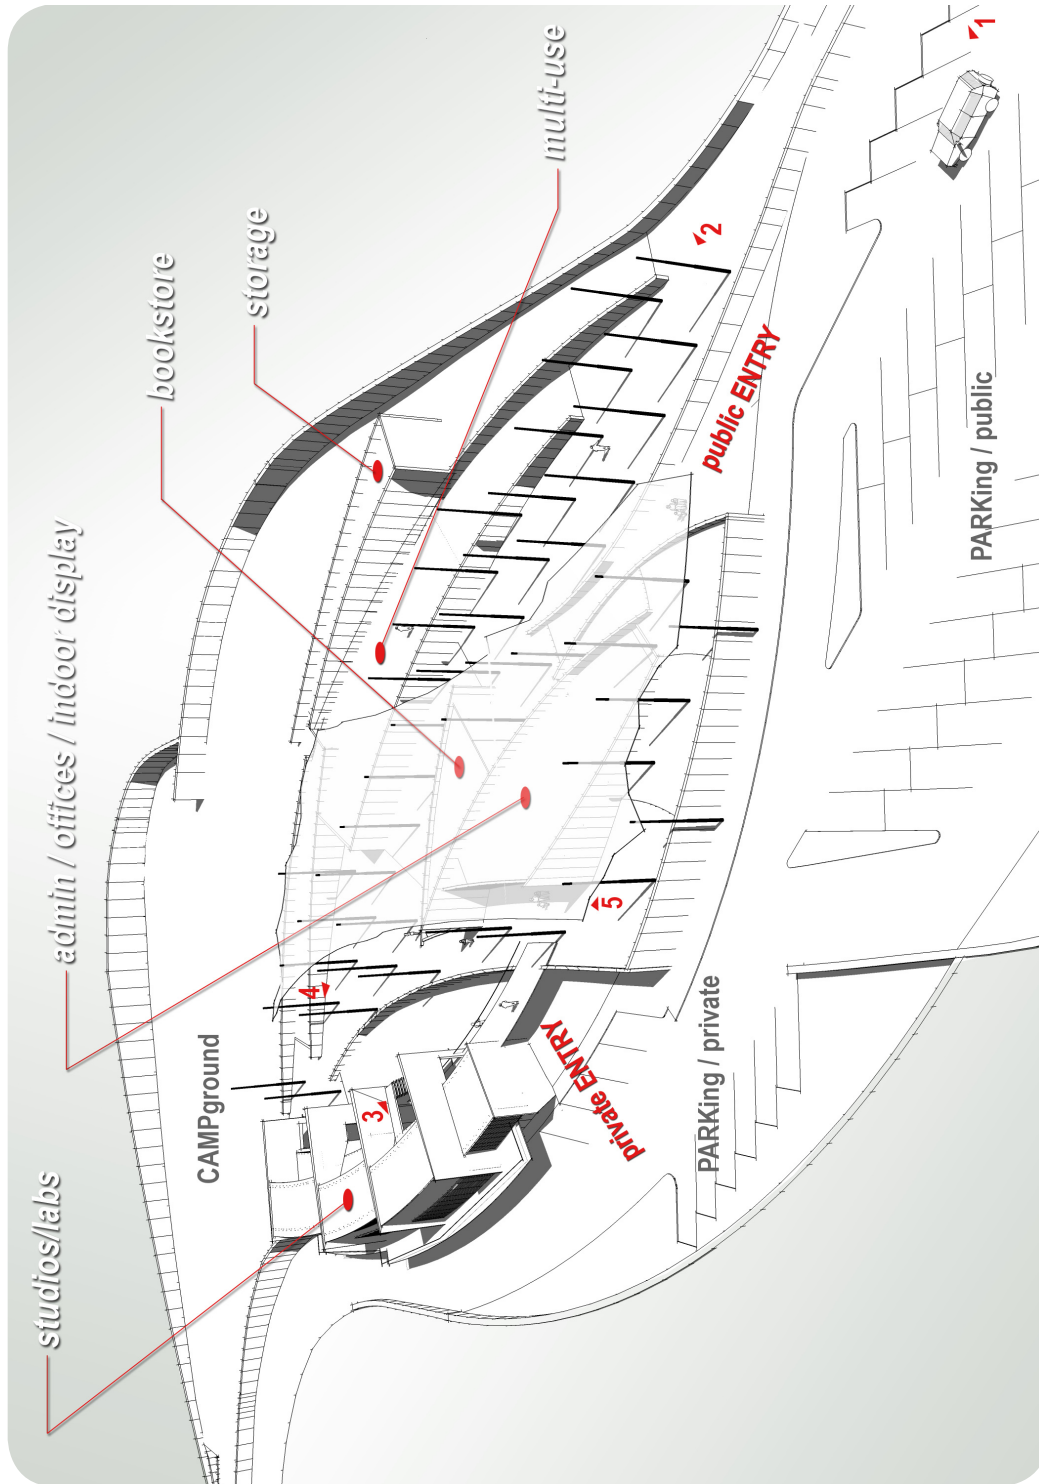 studios/labs
admin / offices / indoor display
bookstore
storage
multi-use
CAMPground
4
3
5
2
1
private ENTRY
public ENTRY
PARKing / private
PARKing / public